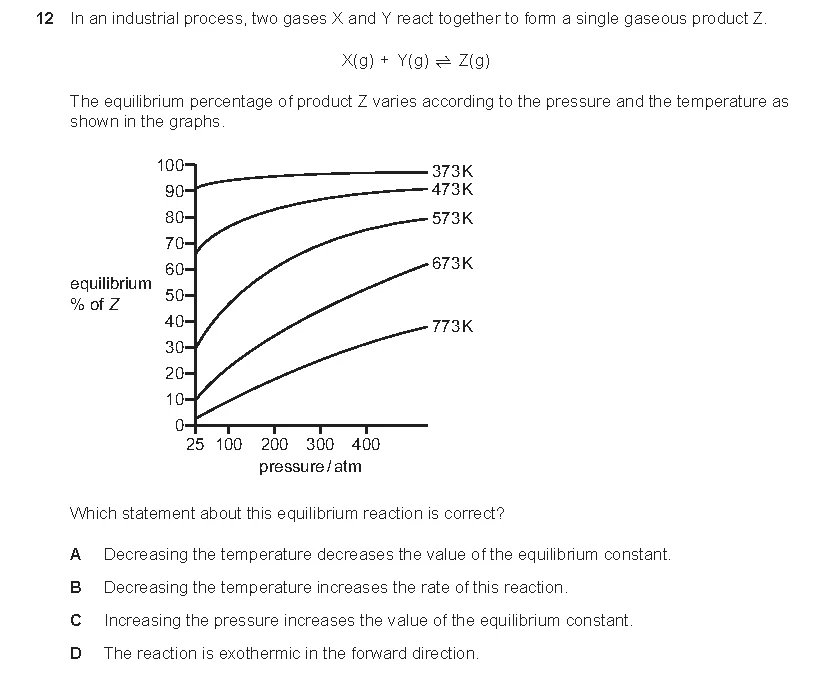 12 In an industrial process, two gases X and Y react together to form a single gaseous product Z.
X(g) + Y(g) ⇌ Z(g)
The equilibrium percentage of product Z varies according to the pressure and the temperature as
shown in the graphs.
100
90
80
70
60
50
40
30
20
10
0
equilibrium
% of Z
373K
473K
573K
673K
773K
25 100 200 300 400
pressure/atm
Which statement about this equilibrium reaction is correct?
A Decreasing the temperature decreases the value of the equilibrium constant.
B Decreasing the temperature increases the rate of this reaction.
C Increasing the pressure increases the value of the equilibrium constant.
D The reaction is exothermic in the forward direction.